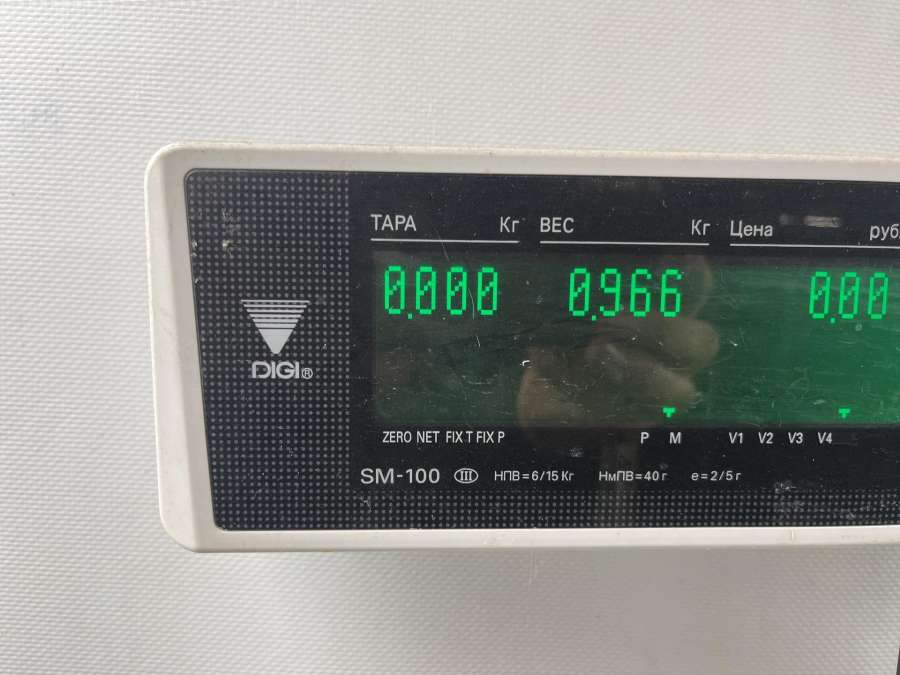 ТАРА Кг ВЕС Кг Цена руб
0.000 0.966 0.00
DIGI®
ZERO NET FIX T FIX P P M V1 V2 V3 V4
SM-100 III НПВ=6/15 Кг НмПВ=40 г e=2/5 г